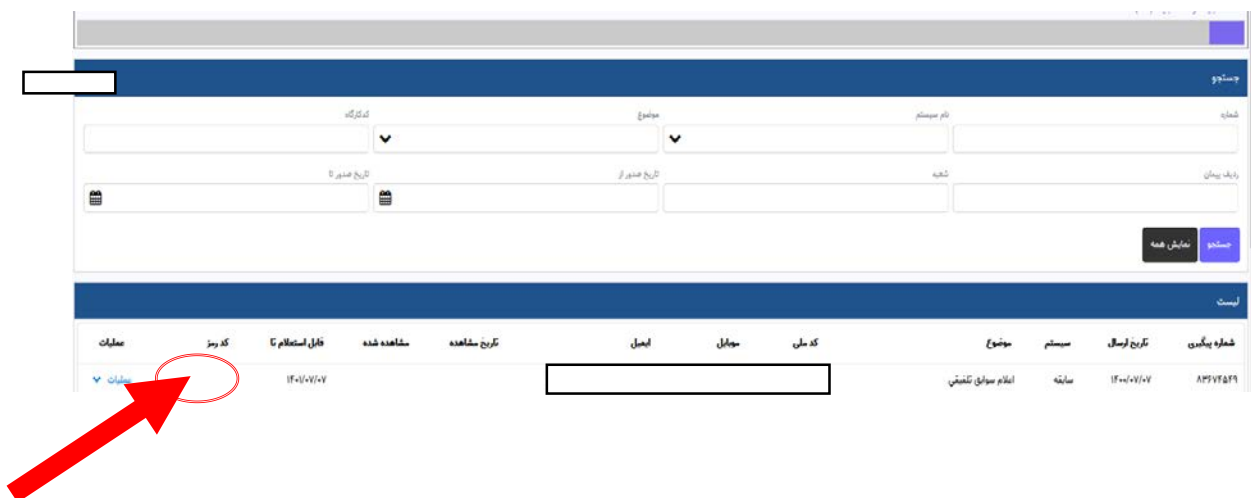 جستجو
شماره نام سیستم موضوع کدکارگاه
ردیف پیمان شعبه تاریخ صدور از تاریخ صدور تا
جستجو نمایش همه
لیست
شماره پیگیری تاریخ ارسال سیستم موضوع کد ملی موبایل ایمیل تاریخ مشاهده مشاهده شده قابل استعلام تا کد رمز عملیات
۸۳۶۷۴۵۴۹ ۱۴۰۰/۰۷/۰۷ سابقه اعلام سوابق تلفیقی ۱۴۰۱/۰۷/۰۷ عملیات